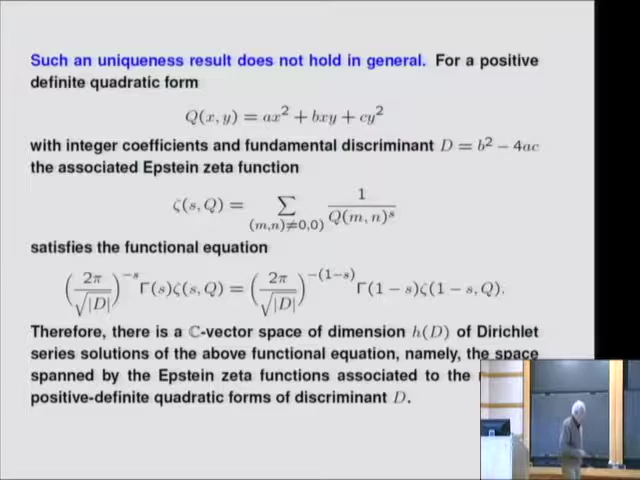 Such an uniqueness result does not hold in general. For a positive
definite quadratic form
Q(x, y) = ax² + bxy + cy²
with integer coefficients and fundamental discriminant D = b² − 4ac
the associated Epstein zeta function
ζ(s, Q) = ∑_{(m,n)≠0,0)} 1/Q(m, n)^s
satisfies the functional equation
(2π/√|D|)^{−s} Γ(s)ζ(s, Q) = (2π/√|D|)^{−(1−s)} Γ(1 − s)ζ(1 − s, Q).
Therefore, there is a ℂ-vector space of dimension h(D) of Dirichlet
series solutions of the above functional equation, namely, the space
spanned by the Epstein zeta functions associated to the
positive-definite quadratic forms of discriminant D.